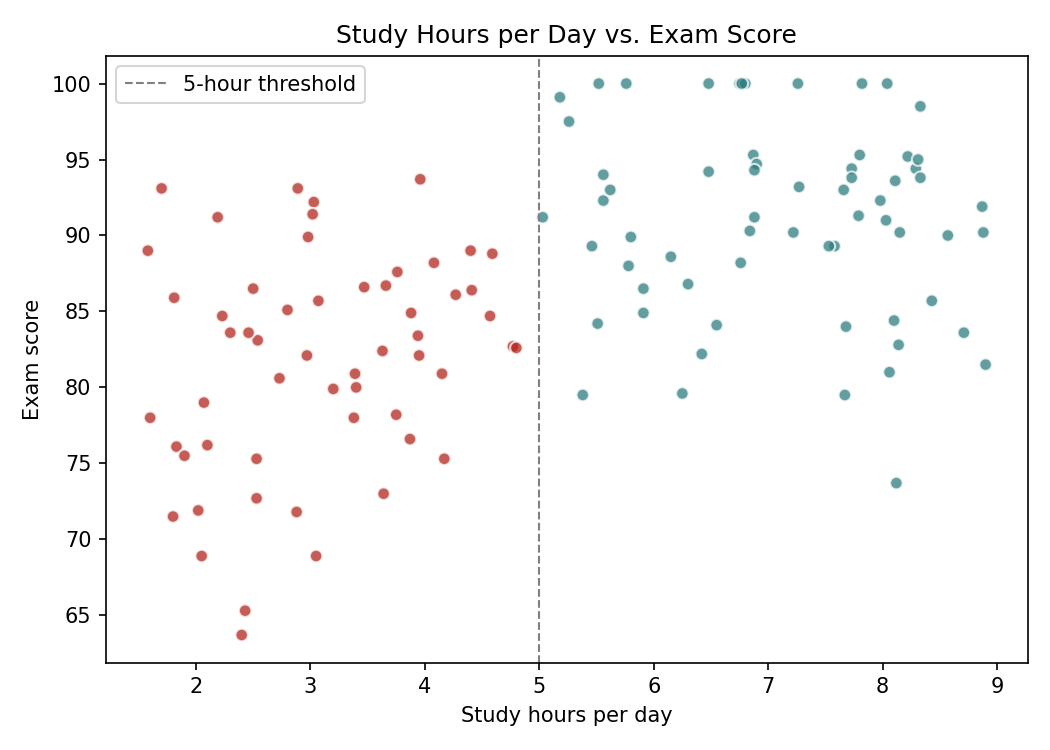 Study Hours per Day vs. Exam Score
5-hour threshold
100
95
90
85
80
75
70
65
Exam score
2 3 4 5 6 7 8 9
Study hours per day